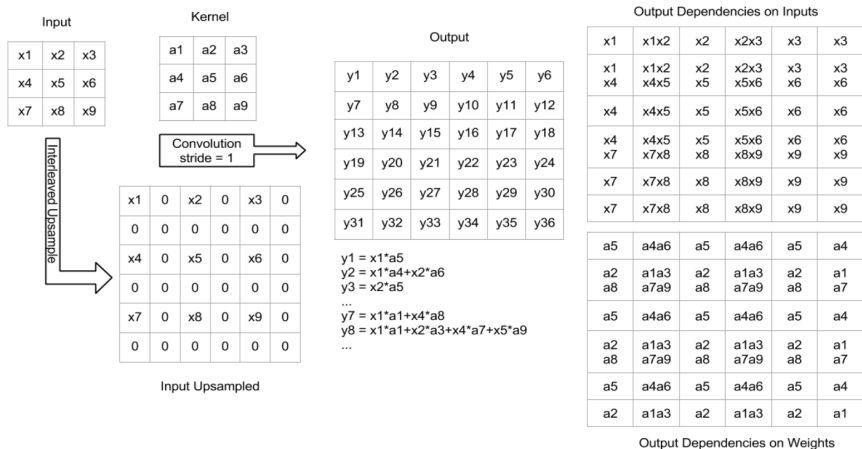 Input
x1 x2 x3
x4 x5 x6
x7 x8 x9
Kernel
a1 a2 a3
a4 a5 a6
a7 a8 a9
Convolution
stride = 1
Interleaved Upsample
x1 0 x2 0 x3 0
0 0 0 0 0 0
x4 0 x5 0 x6 0
0 0 0 0 0 0
x7 0 x8 0 x9 0
0 0 0 0 0 0
Input Upsampled
Output
y1 y2 y3 y4 y5 y6
y7 y8 y9 y10 y11 y12
y13 y14 y15 y16 y17 y18
y19 y20 y21 y22 y23 y24
y25 y26 y27 y28 y29 y30
y31 y32 y33 y34 y35 y36
y1 = x1*a5
y2 = x1*a4+x2*a6
y3 = x2*a5
...
y7 = x1*a1+x4*a8
y8 = x1*a1+x2*a3+x4*a7+x5*a9
...
Output Dependencies on Inputs
x1 x1x2 x2 x2x3 x3 x3
x1 x1x2 x2 x2x3 x3 x3
x4 x4x5 x5 x5x6 x6 x6
x4 x4x5 x5 x5x6 x6 x6
x4 x4x5 x5 x5x6 x6 x6
x7 x7x8 x8 x8x9 x9 x9
x7 x7x8 x8 x8x9 x9 x9
x7 x7x8 x8 x8x9 x9 x9
a5 a4a6 a5 a4a6 a5 a4
a2 a1a3 a2 a1a3 a2 a1
a8 a7a9 a8 a7a9 a8 a7
a5 a4a6 a5 a4a6 a5 a4
a2 a1a3 a2 a1a3 a2 a1
a8 a7a9 a8 a7a9 a8 a7
a5 a4a6 a5 a4a6 a5 a4
a2 a1a3 a2 a1a3 a2 a1
Output Dependencies on Weights